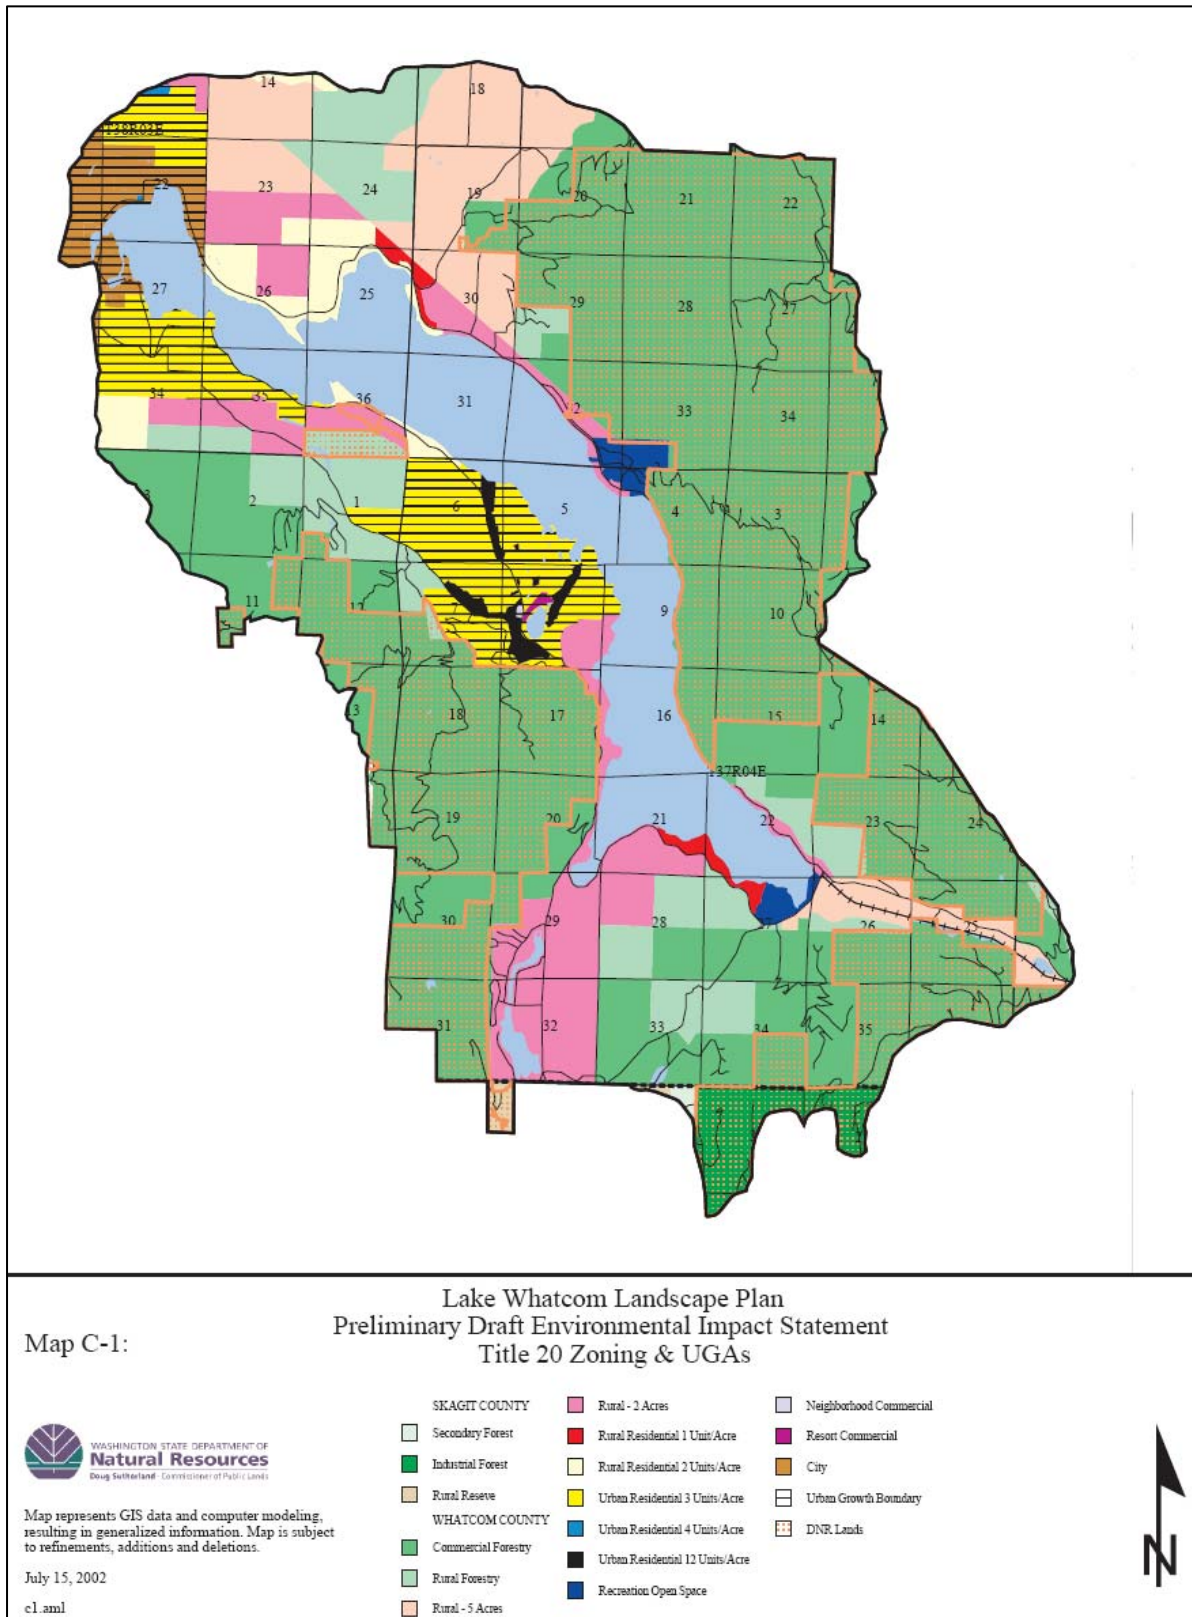 14
18
T38R03E
22
23
24
19
20
21
22
27
26
25
30
29
28
27
34
35
36
31
33
34
3
2
1
6
5
4
3
11
12
7
9
10
13
18
17
16
15
14
T37R04E
19
20
21
22
23
24
30
29
28
27
26
25
31
32
33
34
35
Lake Whatcom Landscape Plan
Preliminary Draft Environmental Impact Statement
Title 20 Zoning & UGAs
Map C-1:
WASHINGTON STATE DEPARTMENT OF
Natural Resources
Doug Sutherland - Commissioner of Public Lands
Map represents GIS data and computer modeling,
resulting in generalized information. Map is subject
to refinements, additions and deletions.
July 15, 2002
c1.aml
SKAGIT COUNTY
Secondary Forest
Industrial Forest
Rural Reseve
WHATCOM COUNTY
Commercial Forestry
Rural Forestry
Rural - 5 Acres
Rural - 2 Acres
Rural Residential 1 Unit/Acre
Rural Residential 2 Units/Acre
Urban Residential 3 Units/Acre
Urban Residential 4 Units/Acre
Urban Residential 12 Units/Acre
Recreation Open Space
Neighborhood Commercial
Resort Commercial
City
Urban Growth Boundary
DNR Lands
N